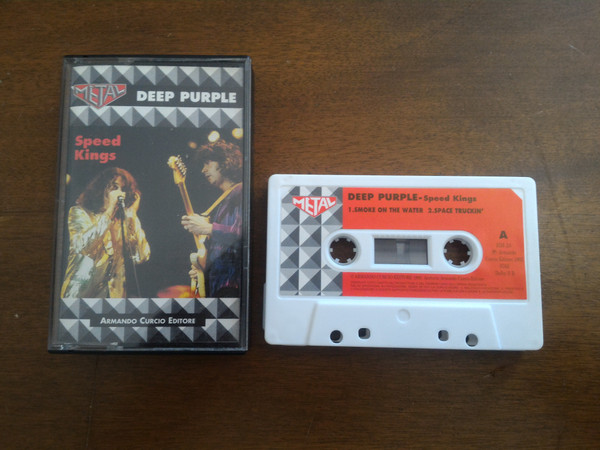 METAL
DEEP PURPLE
Speed
Kings
ARMANDO CURCIO EDITORE
METAL
DEEP PURPLE-Speed Kings
1.SMOKE ON THE WATER 2.SPACE TRUCKIN'
A